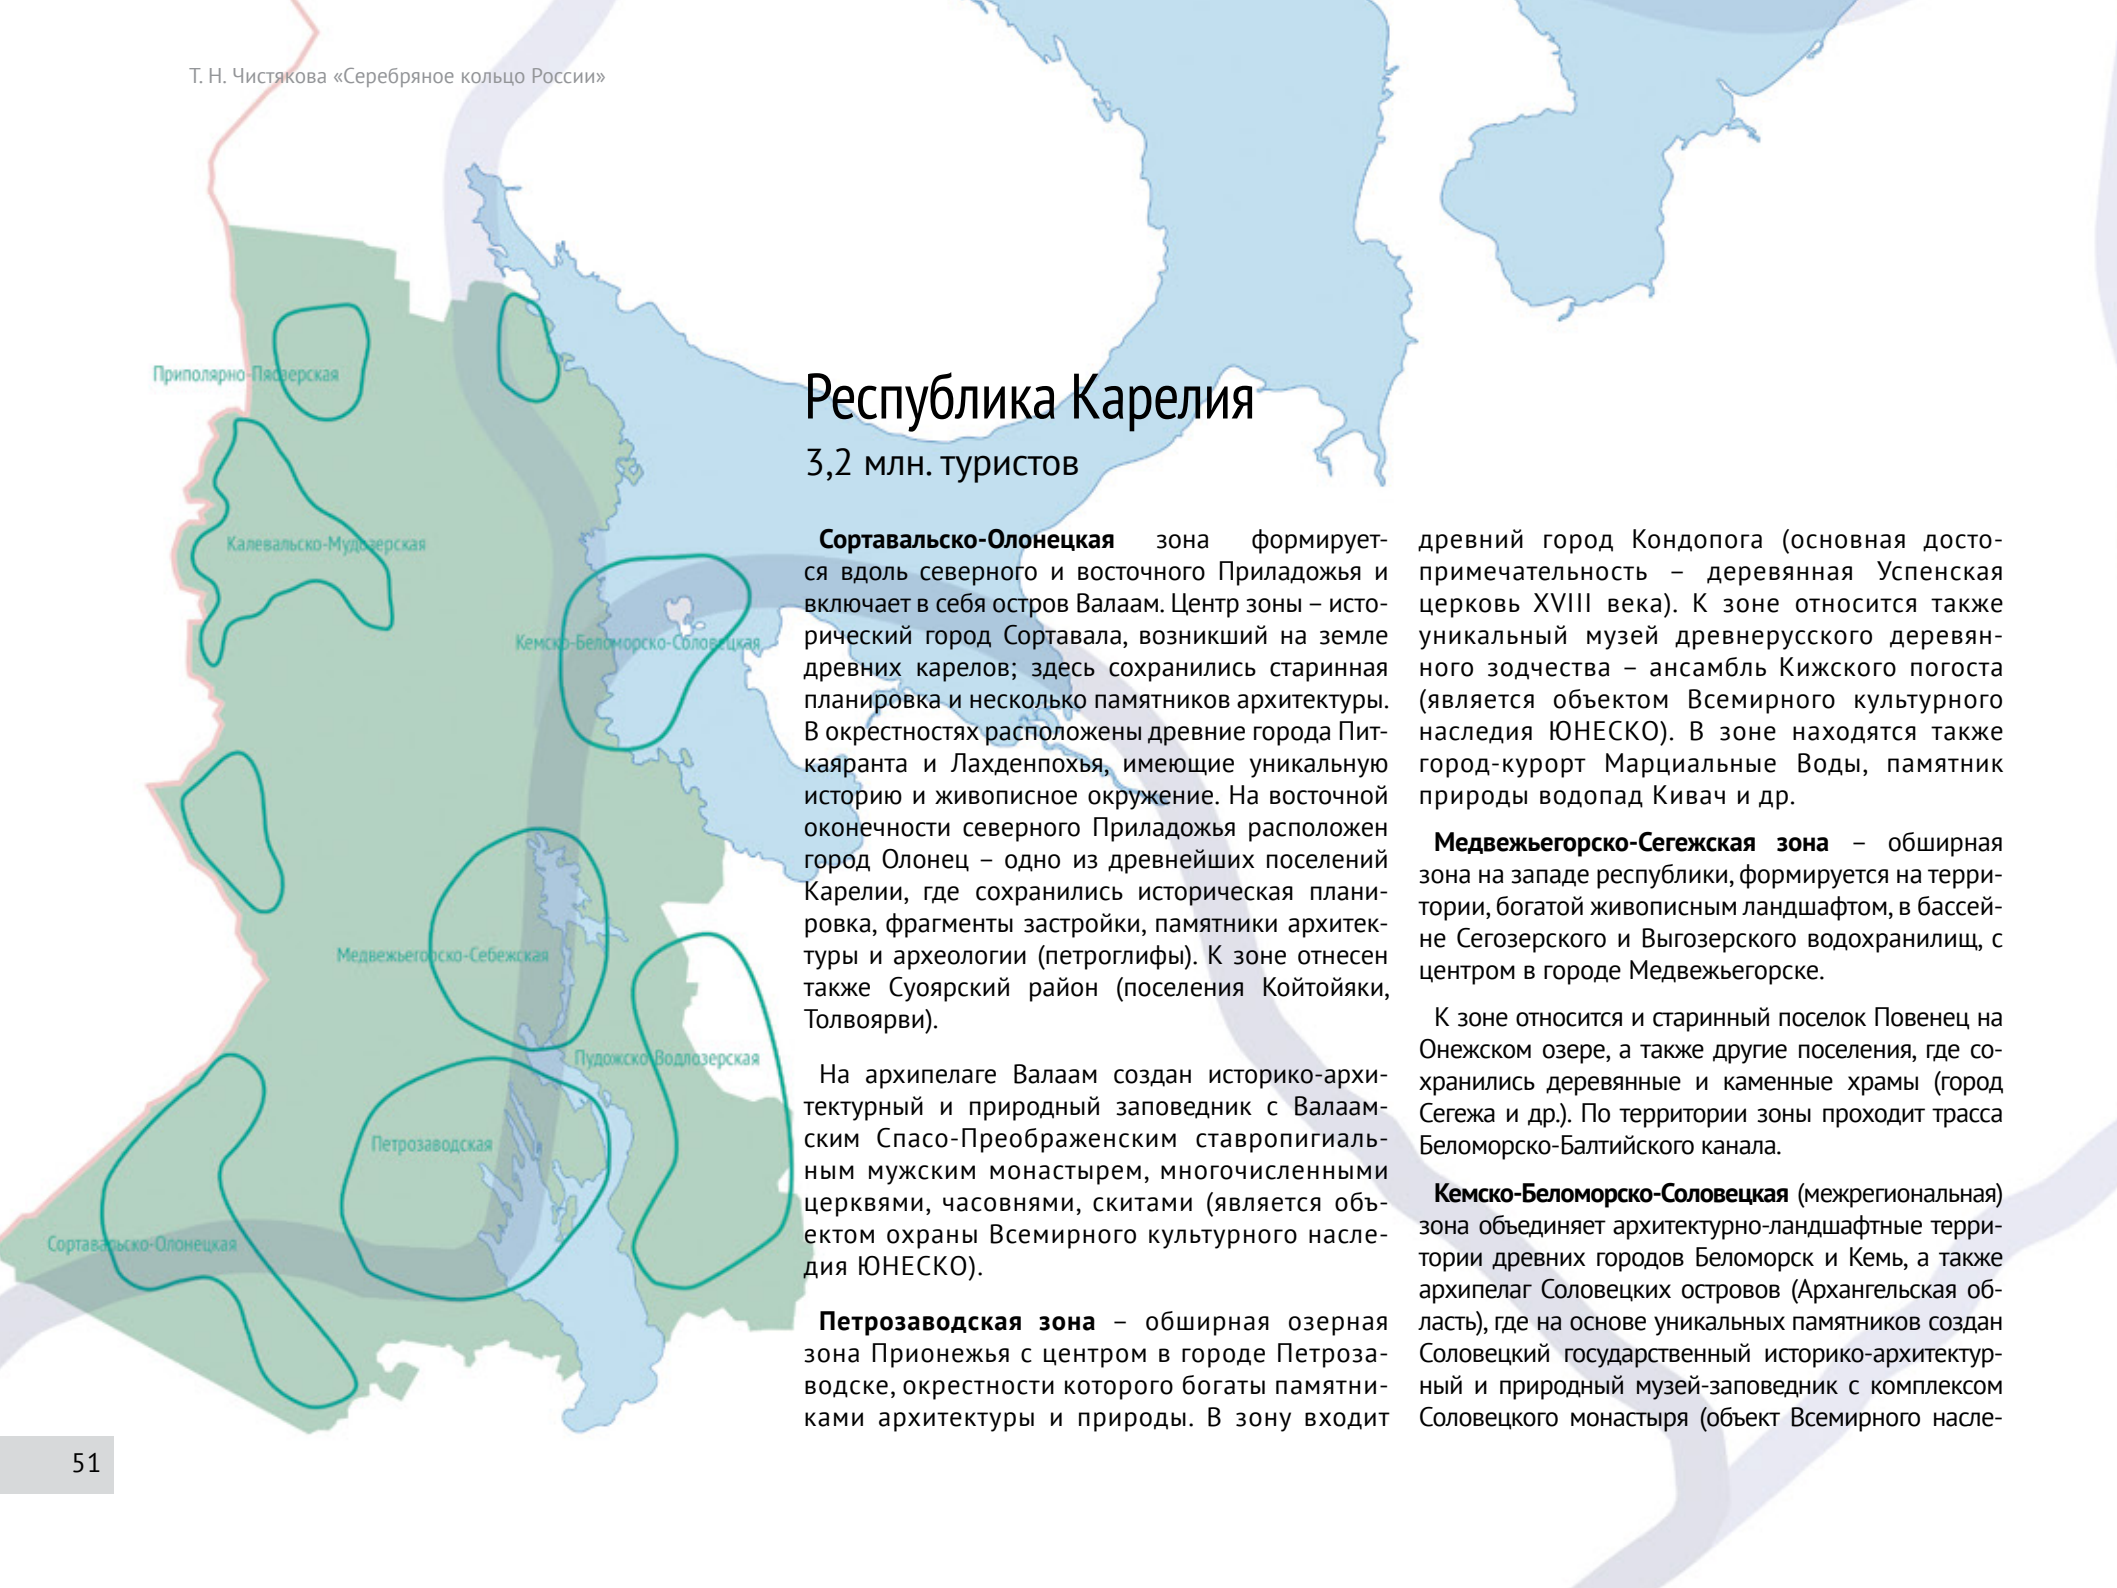 Т. Н. Чистякова «Серебряное кольцо России»
Приполярно-Пяозерская
Калевальско-Мудозерская
Кемско-Беломорско-Соловецкая
Медвежьегорско-Себежская
Пудожско-Водлозерская
Петрозаводская
Сортавальско-Олонецкая
Республика Карелия
3,2 млн. туристов
Сортавальско-Олонецкая зона формирует-
ся вдоль северного и восточного Приладожья и
включает в себя остров Валаам. Центр зоны – исто-
рический город Сортавала, возникший на земле
древних карелов; здесь сохранились старинная
планировка и несколько памятников архитектуры.
В окрестностях расположены древние города Пит-
каяранта и Лахденпохья, имеющие уникальную
историю и живописное окружение. На восточной
оконечности северного Приладожья расположен
город Олонец – одно из древнейших поселений
Карелии, где сохранились историческая плани-
ровка, фрагменты застройки, памятники архитек-
туры и археологии (петроглифы). К зоне отнесен
также Суоярский район (поселения Койтойяки,
Толвоярви).
На архипелаге Валаам создан историко-архи-
тектурный и природный заповедник с Валаам-
ским Спасо-Преображенским ставропигиаль-
ным мужским монастырем, многочисленными
церквями, часовнями, скитами (является объ-
ектом охраны Всемирного культурного насле-
дия ЮНЕСКО).
Петрозаводская зона – обширная озерная
зона Прионежья с центром в городе Петроза-
водске, окрестности которого богаты памятни-
ками архитектуры и природы. В зону входит
древний город Кондопога (основная досто-
примечательность – деревянная Успенская
церковь XVIII века). К зоне относится также
уникальный музей древнерусского деревян-
ного зодчества – ансамбль Кижского погоста
(является объектом Всемирного культурного
наследия ЮНЕСКО). В зоне находятся также
город-курорт Марциальные Воды, памятник
природы водопад Кивач и др.
Медвежьегорско-Сегежская зона – обширная
зона на западе республики, формируется на терри-
тории, богатой живописным ландшафтом, в бассей-
не Сегозерского и Выгозерского водохранилищ, с
центром в городе Медвежьегорске.
К зоне относится и старинный поселок Повенец на
Онежском озере, а также другие поселения, где со-
хранились деревянные и каменные храмы (город
Сегежа и др.). По территории зоны проходит трасса
Беломорско-Балтийского канала.
Кемско-Беломорско-Соловецкая (межрегиональная)
зона объединяет архитектурно-ландшафтные терри-
тории древних городов Беломорск и Кемь, а также
архипелаг Соловецких островов (Архангельская об-
ласть), где на основе уникальных памятников создан
Соловецкий государственный историко-архитектур-
ный и природный музей-заповедник с комплексом
Соловецкого монастыря (объект Всемирного насле-
51